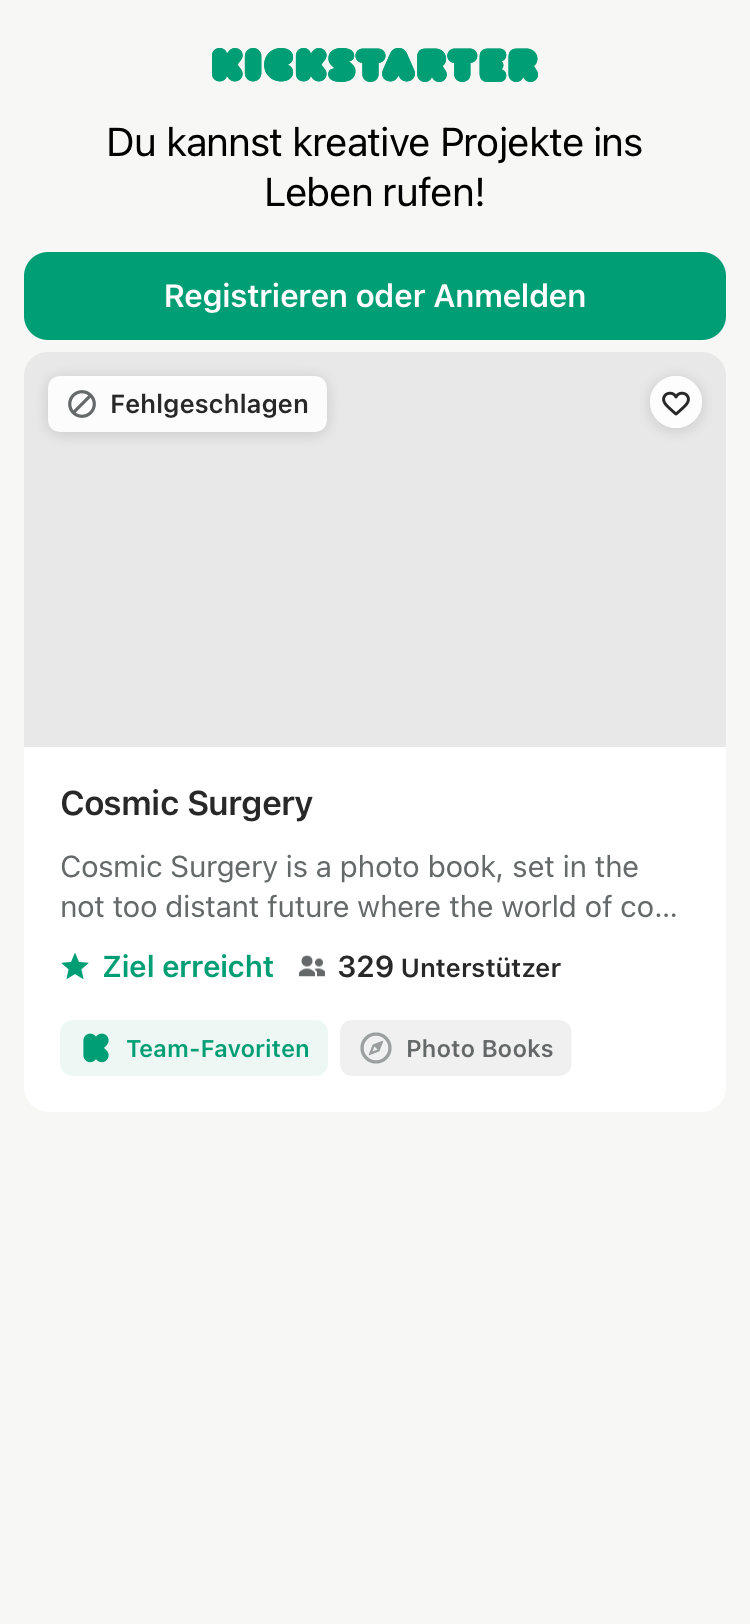 KICKSTARTER
Du kannst kreative Projekte ins
Leben rufen!
Registrieren oder Anmelden
Fehlgeschlagen
Cosmic Surgery
Cosmic Surgery is a photo book, set in the
not too distant future where the world of co...
Ziel erreicht 329 Unterstützer
Team-Favoriten Photo Books